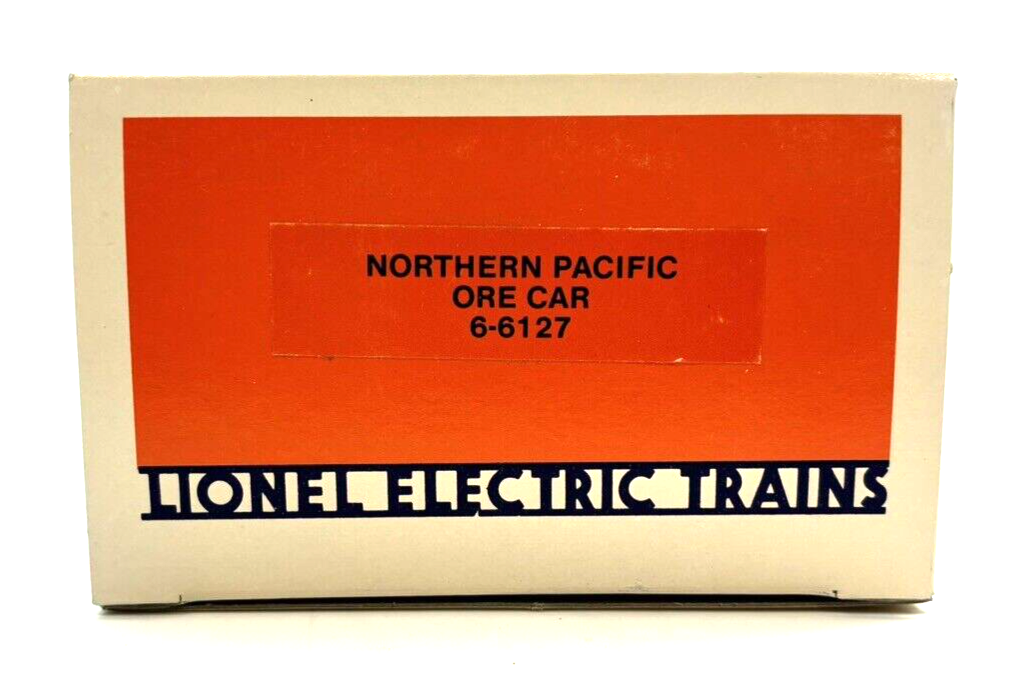 NORTHERN PACIFIC
ORE CAR
6-6127
LIONEL ELECTRIC TRAINS